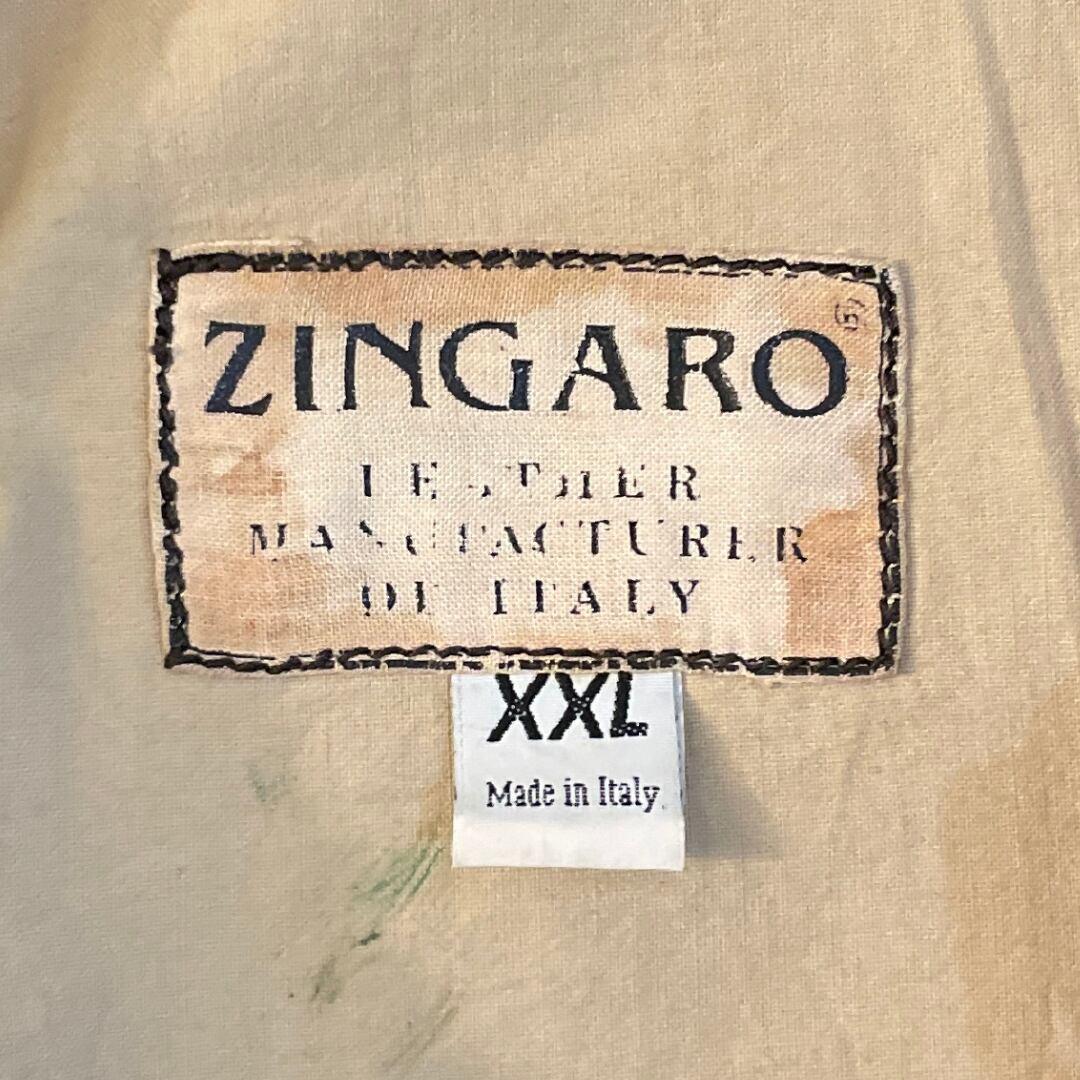 ZINGARO®
LEATHER
MANUFACTURER
OF ITALY
XXL
Made in Italy